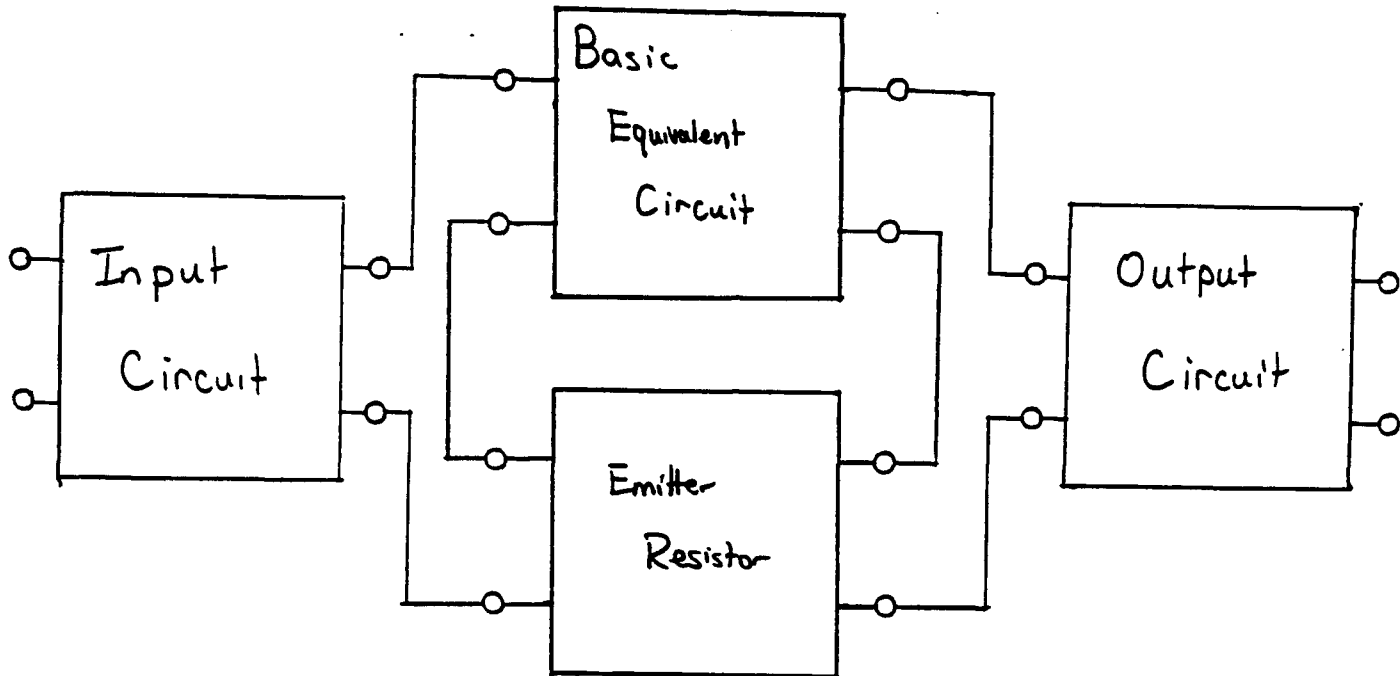 Basic
Equivalent
Circuit
Input
Circuit
Output
Circuit
Emitter
Resistor